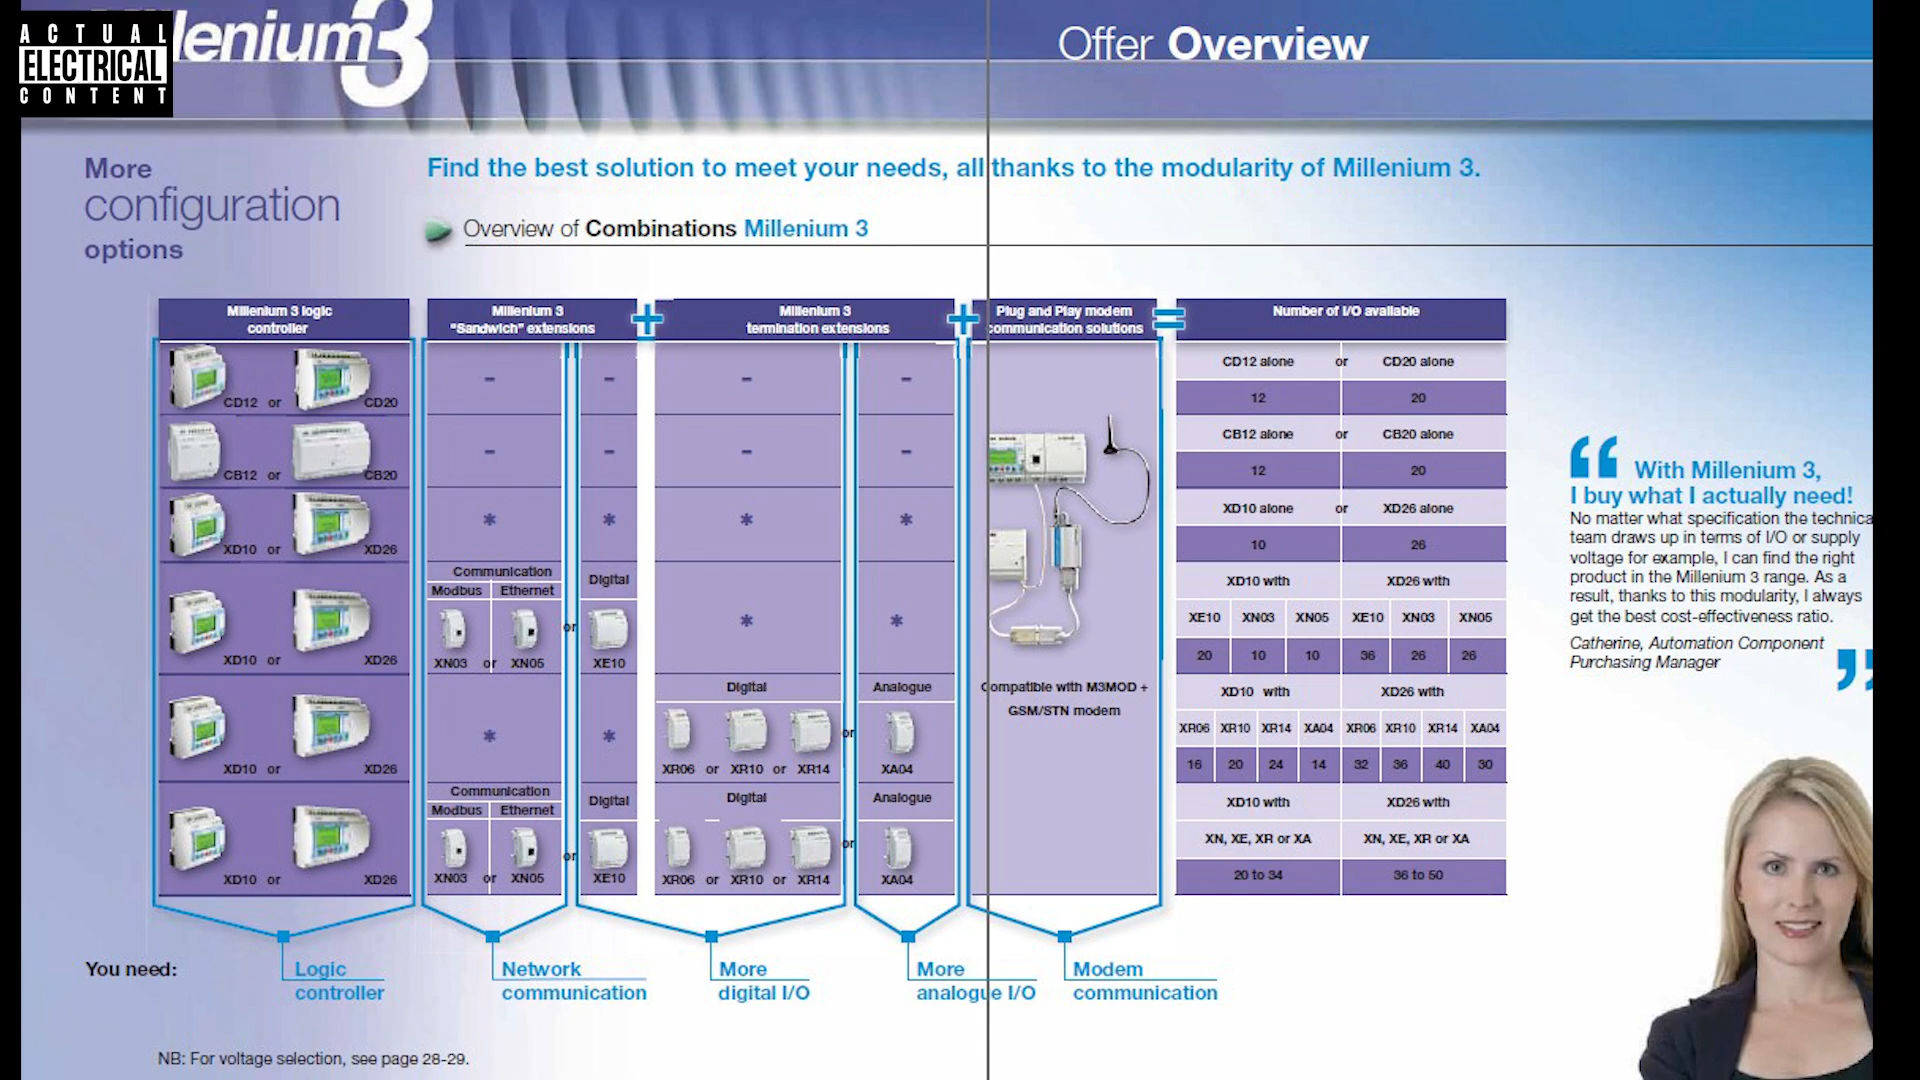 ACTUAL
ELECTRICAL
CONTENT
lenium3
Offer Overview
More
configuration
options
Find the best solution to meet your needs, all thanks to the modularity of Millenium 3.
Overview of Combinations Millenium 3
Millenium 3 logic
controller
Millenium 3
"Sandwich" extensions
+
Millenium 3
termination extensions
+
Plug and Play modem
communication solutions
=
Number of I/O available
CD12 or CD20
- - - -
CD12 alone or CD20 alone
12 20
CB12 or CB20
- - - -
CB12 alone or CB20 alone
12 20
XD10 or XD26
* * * *
XD10 alone or XD26 alone
10 26
XD10 or XD26
Communication
Modbus Ethernet
Digital
or
XN03 or XN05 XE10
* *
XD10 with XD26 with
XE10 XN03 XN05 XE10 XN03 XN05
20 10 10 36 26 26
XD10 or XD26
* *
Digital Analogue
or
XR06 or XR10 or XR14 XA04
Compatible with M3MOD +
GSM/STN modem
XD10 with XD26 with
XR06 XR10 XR14 XA04 XR06 XR10 XR14 XA04
16 20 24 14 32 36 40 30
XD10 or XD26
Communication
Modbus Ethernet
Digital
or
XN03 or XN05 XE10
Digital Analogue
or
XR06 or XR10 or XR14 XA04
XD10 with XD26 with
XN, XE, XR or XA XN, XE, XR or XA
20 to 34 36 to 50
You need:
Logic
controller
Network
communication
More
digital I/O
More
analogue I/O
Modem
communication
NB: For voltage selection, see page 28-29.
“ With Millenium 3,
I buy what I actually need!
No matter what specification the technica
team draws up in terms of I/O or supply
voltage for example, I can find the right
product in the Millenium 3 range. As a
result, thanks to this modularity, I always
get the best cost-effectiveness ratio.
Catherine, Automation Component
Purchasing Manager ”